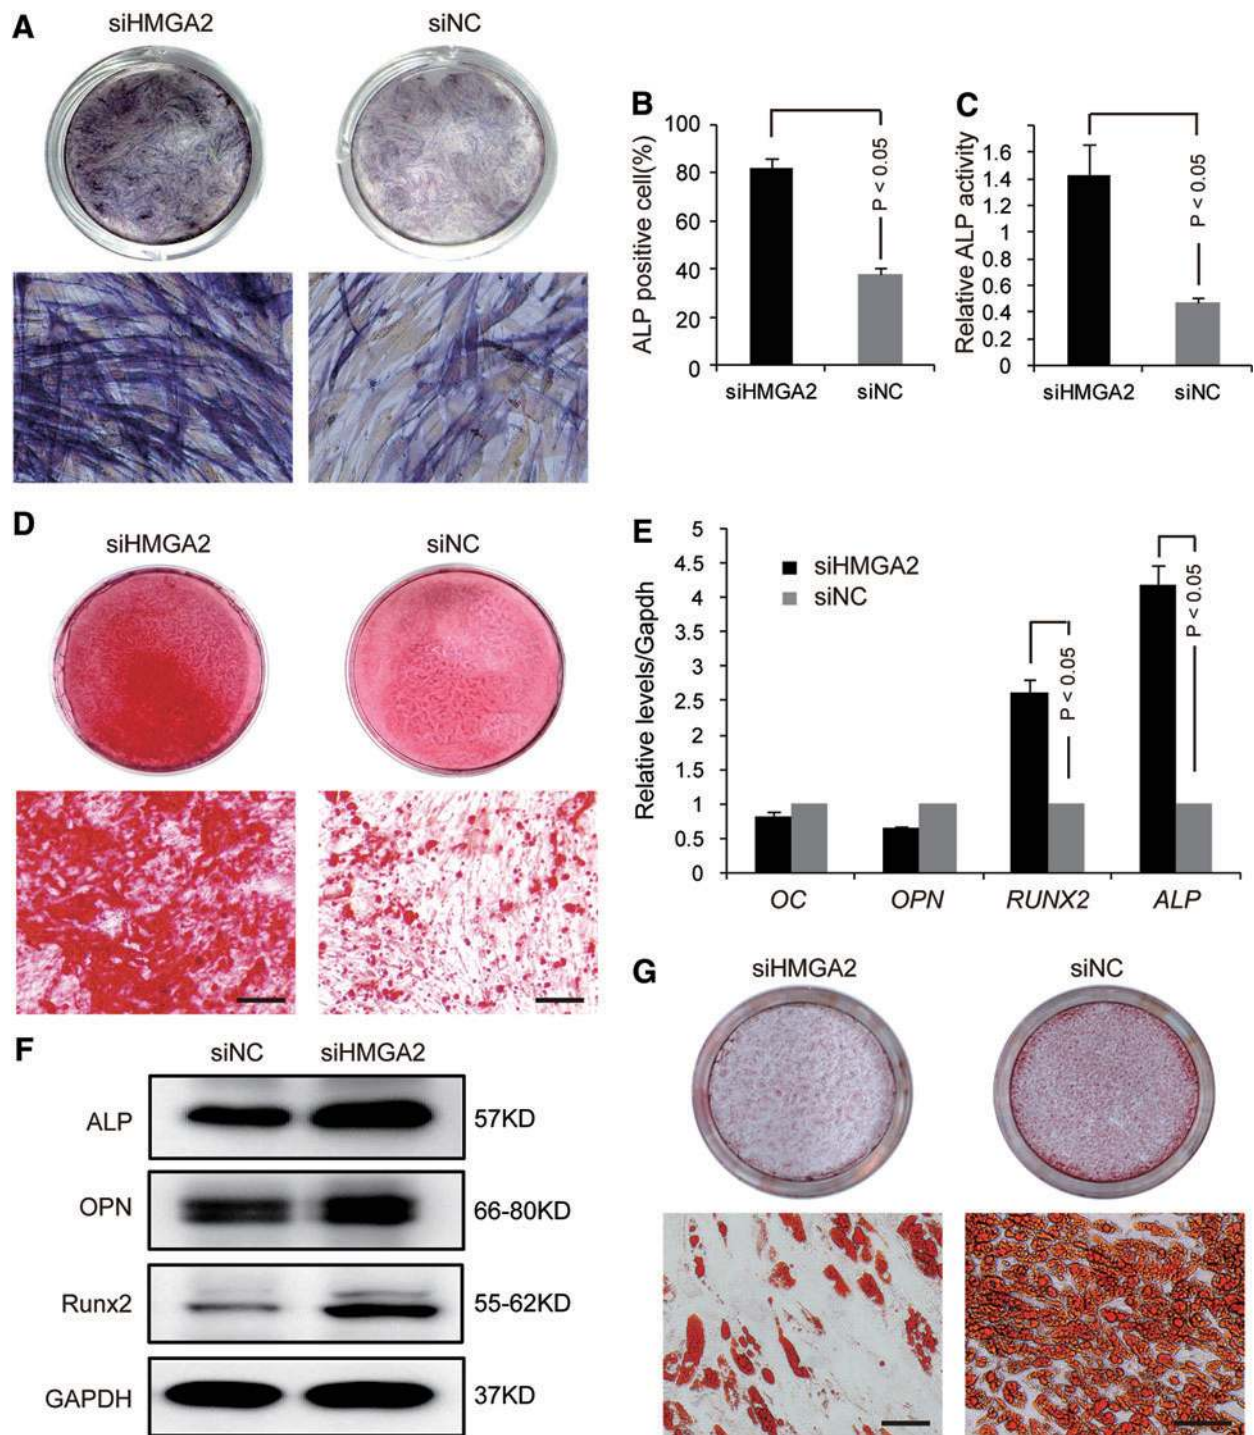 A
siHMGA2
siNC
B
ALP positive cell(%)
100
80
60
40
20
0
P < 0.05
siHMGA2
siNC
C
Relative ALP activity
1.6
1.4
1.2
1
0.8
0.6
0.4
0.2
0
P < 0.05
siHMGA2
siNC
D
siHMGA2
siNC
E
Relative levels/Gapdh
5
4.5
4
3.5
3
2.5
2
1.5
1
0.5
0
siHMGA2
siNC
P < 0.05
P < 0.05
OC
OPN
RUNX2
ALP
F
siNC
siHMGA2
ALP
57KD
OPN
66-80KD
Runx2
55-62KD
GAPDH
37KD
G
siHMGA2
siNC